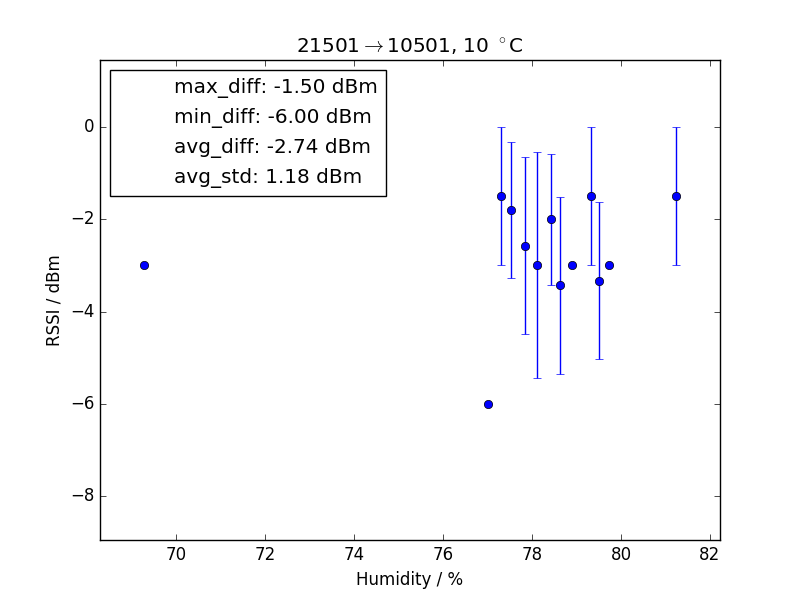 21501→10501, 10 °C
max_diff: -1.50 dBm
min_diff: -6.00 dBm
avg_diff: -2.74 dBm
avg_std: 1.18 dBm
RSSI / dBm
0
−2
−4
−6
−8
70 72 74 76 78 80 82
Humidity / %